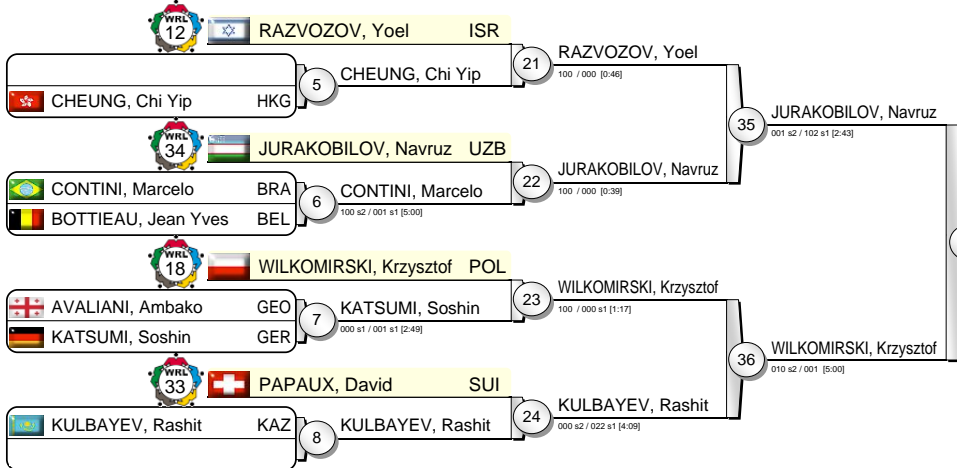 WRL
12
RAZVOZOV, Yoel ISR
CHEUNG, Chi Yip HKG
5
CHEUNG, Chi Yip
21
RAZVOZOV, Yoel
100 / 000 [0:46]
WRL
34
JURAKOBILOV, Navruz UZB
CONTINI, Marcelo BRA
BOTTIEAU, Jean Yves BEL
6
CONTINI, Marcelo
100 s2 / 001 s1 [5:00]
22
JURAKOBILOV, Navruz
100 / 000 [0:39]
35
JURAKOBILOV, Navruz
001 s2 / 102 s1 [2:43]
WRL
18
WILKOMIRSKI, Krzysztof POL
AVALIANI, Ambako GEO
KATSUMI, Soshin GER
7
KATSUMI, Soshin
000 s1 / 001 s1 [2:49]
23
WILKOMIRSKI, Krzysztof
100 / 000 s1 [1:17]
WRL
33
PAPAUX, David SUI
KULBAYEV, Rashit KAZ
8
KULBAYEV, Rashit
24
KULBAYEV, Rashit
000 s2 / 022 s1 [4:09]
36
WILKOMIRSKI, Krzysztof
010 s2 / 001 [5:00]